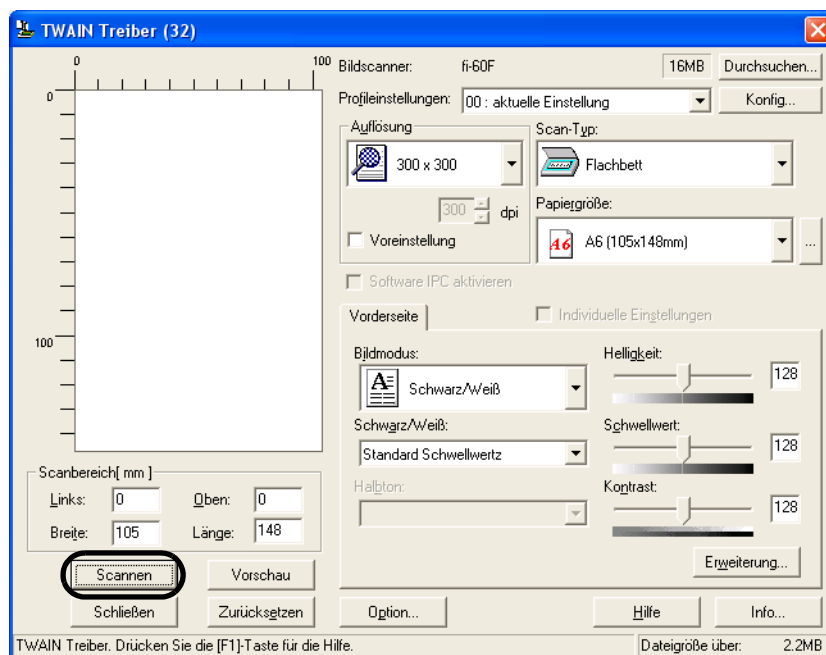 TWAIN Treiber (32)
0 100
0
100
Bildscanner: fi-60F 16MB Durchsuchen...
Profileinstellungen: 00 : aktuelle Einstellung Konfig...
Auflösung
300 x 300
300 dpi
Voreinstellung
Scan-Typ:
Flachbett
Papiergröße:
A6 A6 (105x148mm) ...
Software IPC aktivieren
Vorderseite Individuelle Einstellungen
Bildmodus:
Schwarz/Weiß
Schwarz/Weiß:
Standard Schwellwertz
Halbton:
Helligkeit:
128
Schwellwert:
128
Kontrast:
128
Erweiterung...
Scanbereich[ mm ]
Links: 0 Oben: 0
Breite: 105 Länge: 148
Scannen Vorschau
Schließen Zurücksetzen Option... Hilfe Info...
TWAIN Treiber. Drücken Sie die [F1]-Taste für die Hilfe. Dateigröße über: 2.2MB